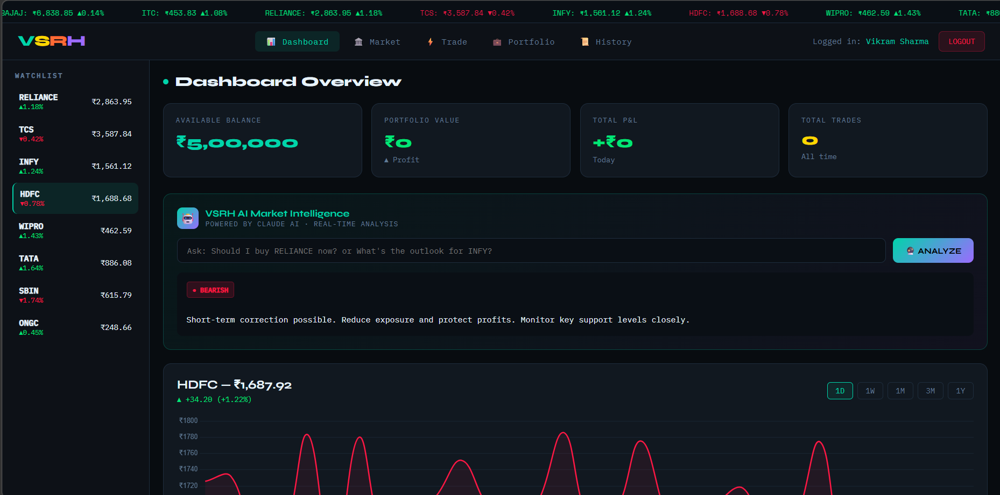 BAJAJ: ₹6,838.85 ▲0.14% ITC: ₹453.83 ▲1.08% RELIANCE: ₹2,863.95 ▲1.18% TCS: ₹3,587.84 ▼0.42% INFY: ₹1,561.12 ▲1.24% HDFC: ₹1,688.68 ▼0.78% WIPRO: ₹462.59 ▲1.43% TATA: ₹88
VSRH
Dashboard Market Trade Portfolio History
Logged in: Vikram Sharma LOGOUT
WATCHLIST
RELIANCE ₹2,863.95
▲1.18%
TCS ₹3,587.84
▼0.42%
INFY ₹1,561.12
▲1.24%
HDFC ₹1,688.68
▼0.78%
WIPRO ₹462.59
▲1.43%
TATA ₹886.08
▲1.64%
SBIN ₹615.79
▼1.74%
ONGC ₹248.66
▲0.45%
Dashboard Overview
AVAILABLE BALANCE
₹5,00,000
PORTFOLIO VALUE
₹0
▲ Profit
TOTAL P&L
+₹0
Today
TOTAL TRADES
0
All time
VSRH AI Market Intelligence
POWERED BY CLAUDE AI · REAL-TIME ANALYSIS
Ask: Should I buy RELIANCE now? or What's the outlook for INFY?
ANALYZE
● BEARISH
Short-term correction possible. Reduce exposure and protect profits. Monitor key support levels closely.
HDFC — ₹1,687.92
▲ +34.20 (+1.22%)
1D 1W 1M 3M 1Y
₹1800
₹1780
₹1760
₹1740
₹1720